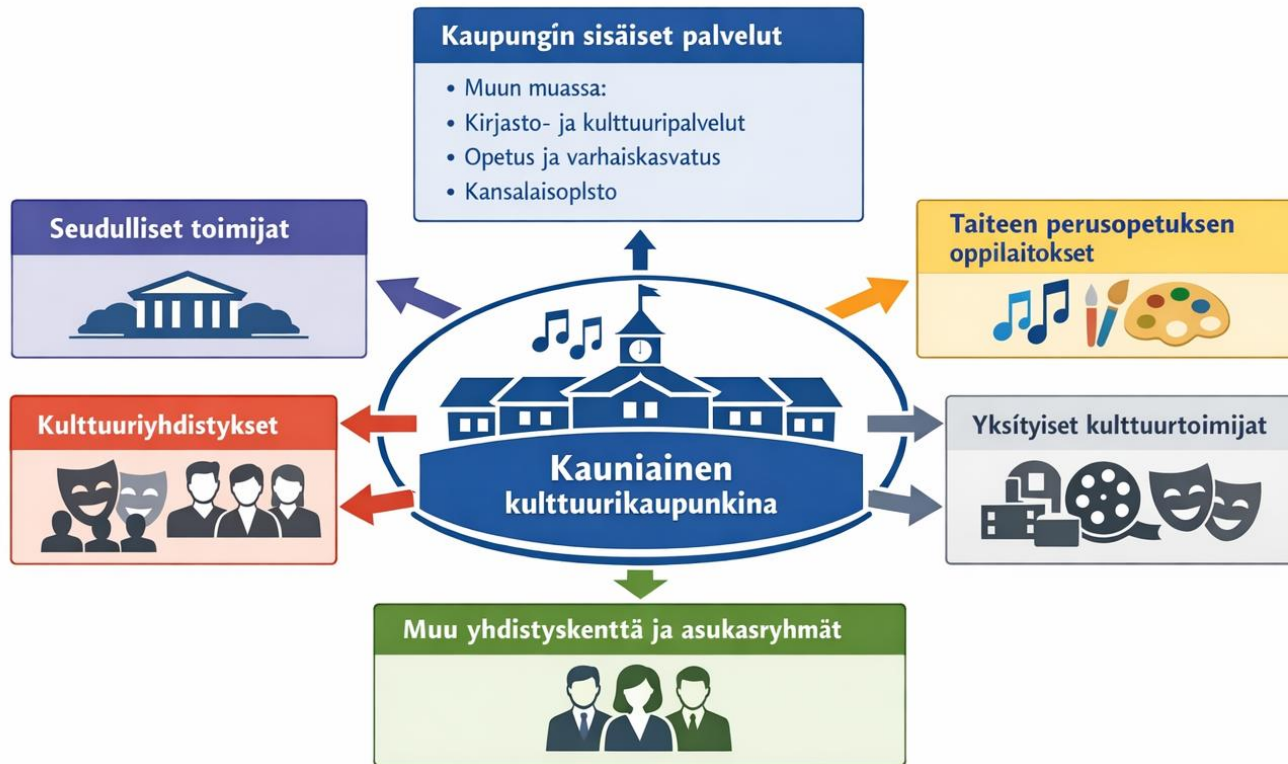 Kaupungin sisäiset palvelut
• Muun muassa:
• Kirjasto- ja kulttuuripalvelut
• Opetus ja varhaiskasvatus
• Kansalaisoplsto
Seudulliset toimijat
Taiteen perusopetuksen
oppilaitokset
Kulttuuriyhdistykset
Yksítyiset kulttuurtoimijat
Kauniainen
kulttuurikaupunkina
Muu yhdistyskenttä ja asukasryhmät